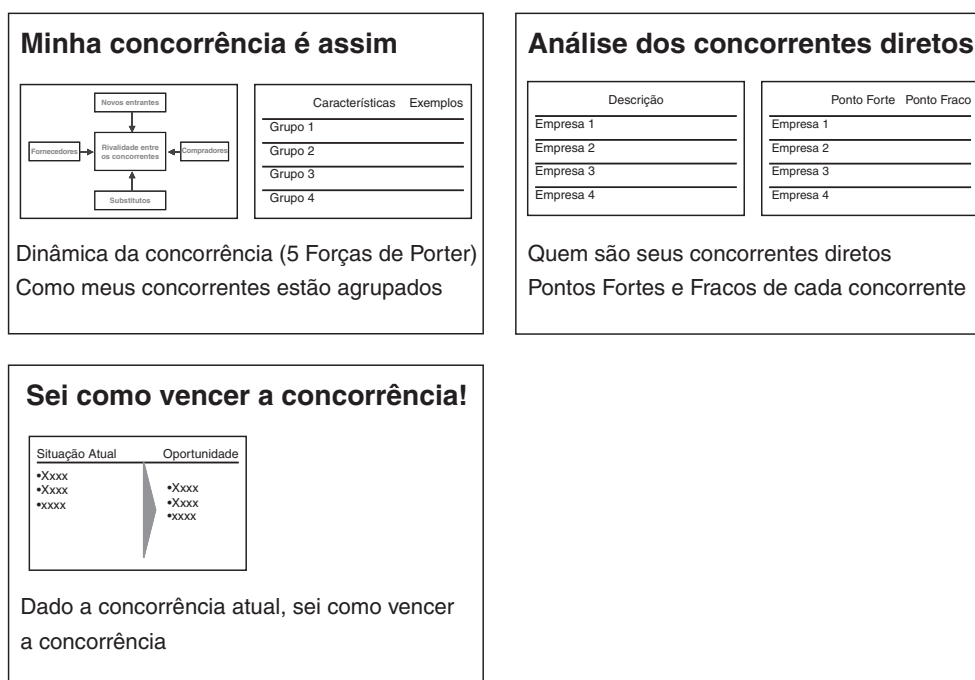 Minha concorrência é assim
Novos entrantes
Fornecedores
Rivalidade entre
os concorrentes
Compradores
Substitutos
Características Exemplos
Grupo 1
Grupo 2
Grupo 3
Grupo 4
Dinâmica da concorrência (5 Forças de Porter)
Como meus concorrentes estão agrupados
Análise dos concorrentes diretos
Descrição
Empresa 1
Empresa 2
Empresa 3
Empresa 4
Ponto Forte Ponto Fraco
Empresa 1
Empresa 2
Empresa 3
Empresa 4
Quem são seus concorrentes diretos
Pontos Fortes e Fracos de cada concorrente
Sei como vencer a concorrência!
Situação Atual
•Xxxx
•Xxxx
•xxxx
Oportunidade
•Xxxx
•Xxxx
•xxxx
Dado a concorrência atual, sei como vencer
a concorrência